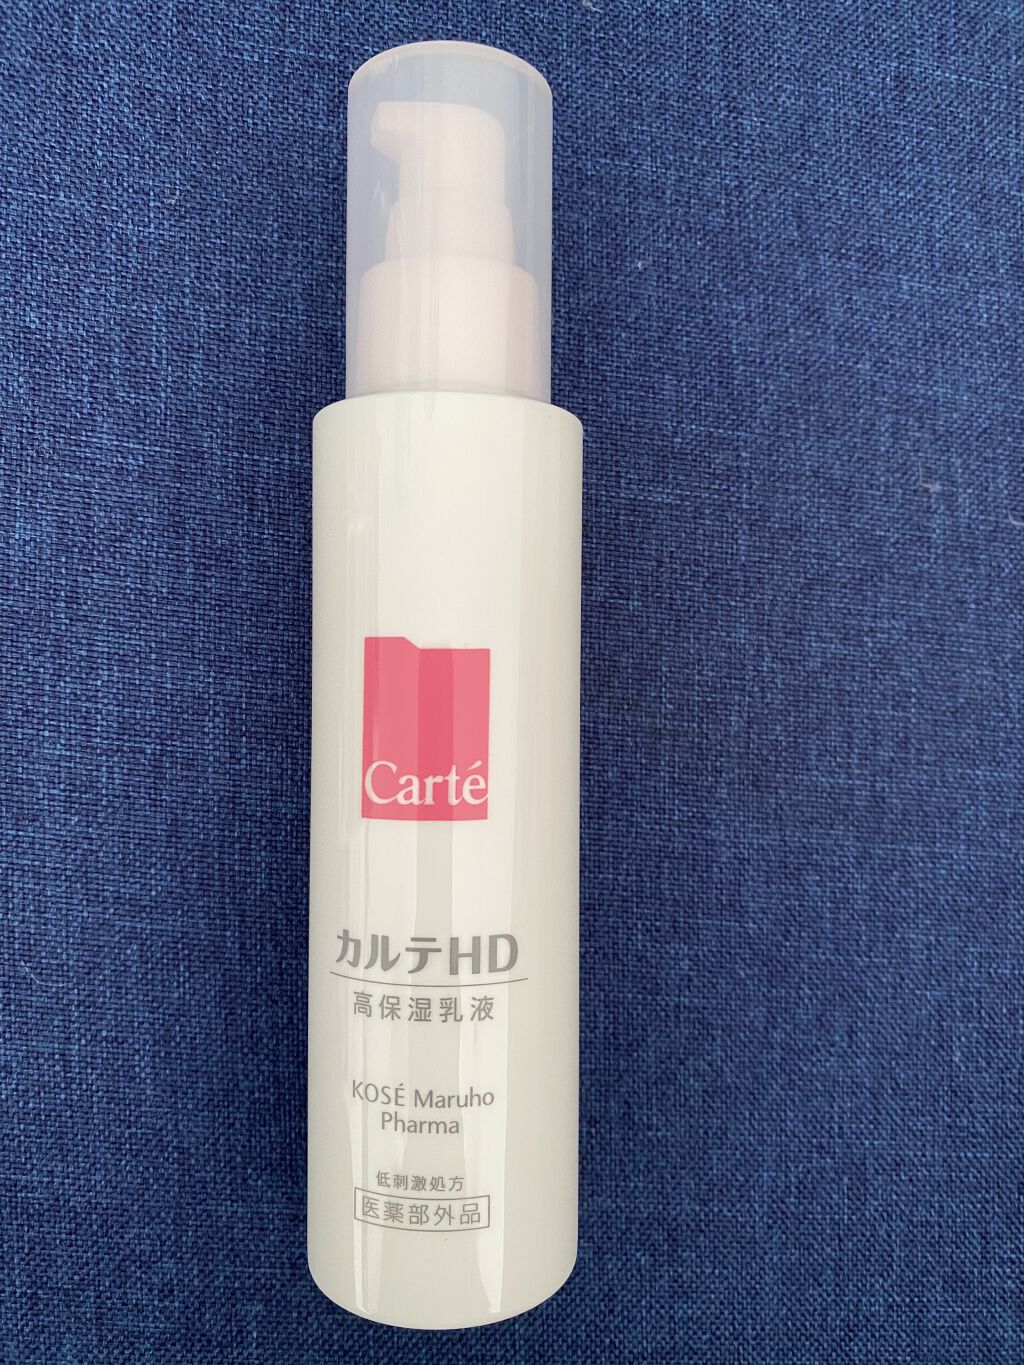 Carté
カルテHD
高保湿乳液
KOSÉ Maruho
Pharma
低刺激処方
医薬部外品